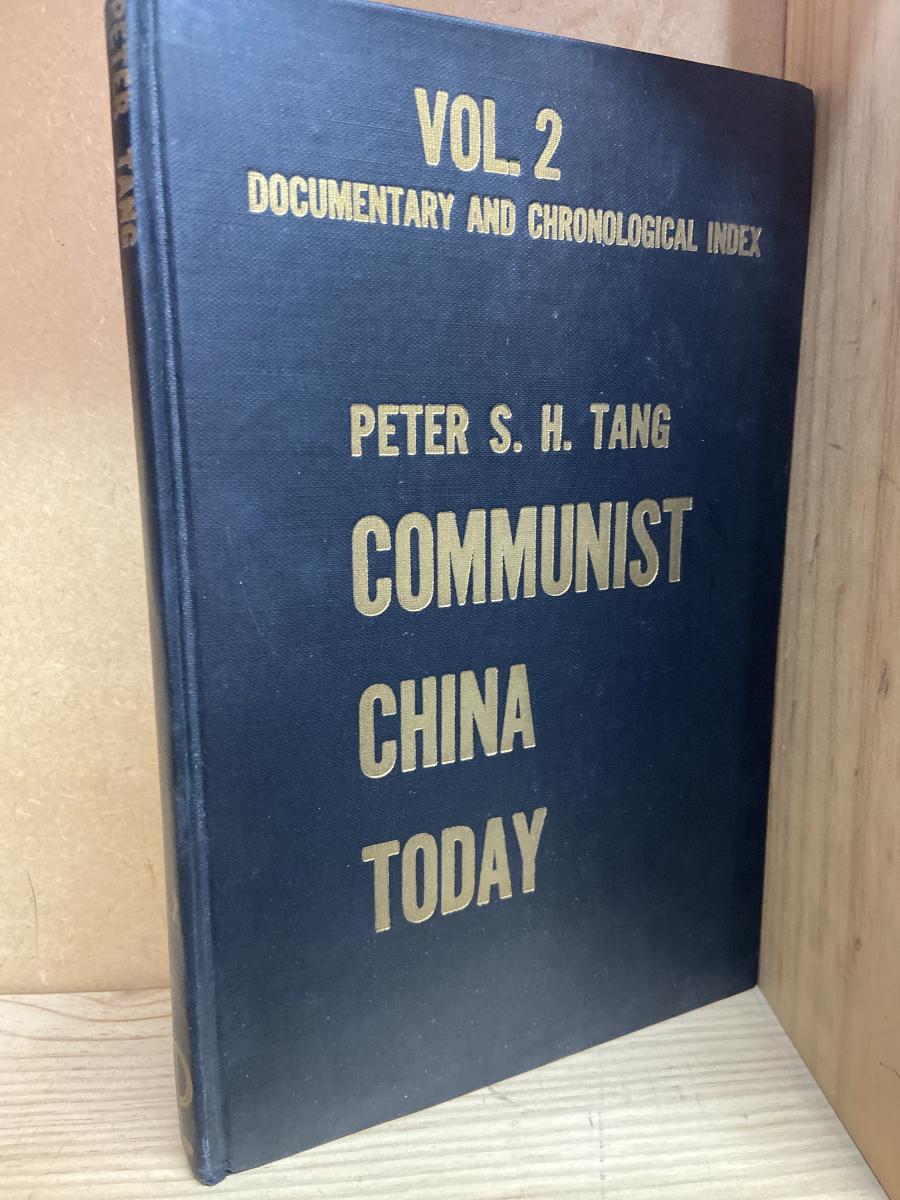 VOL. 2
DOCUMENTARY AND CHRONOLOGICAL INDEX
PETER S. H. TANG
COMMUNIST
CHINA
TODAY
PETER TANG